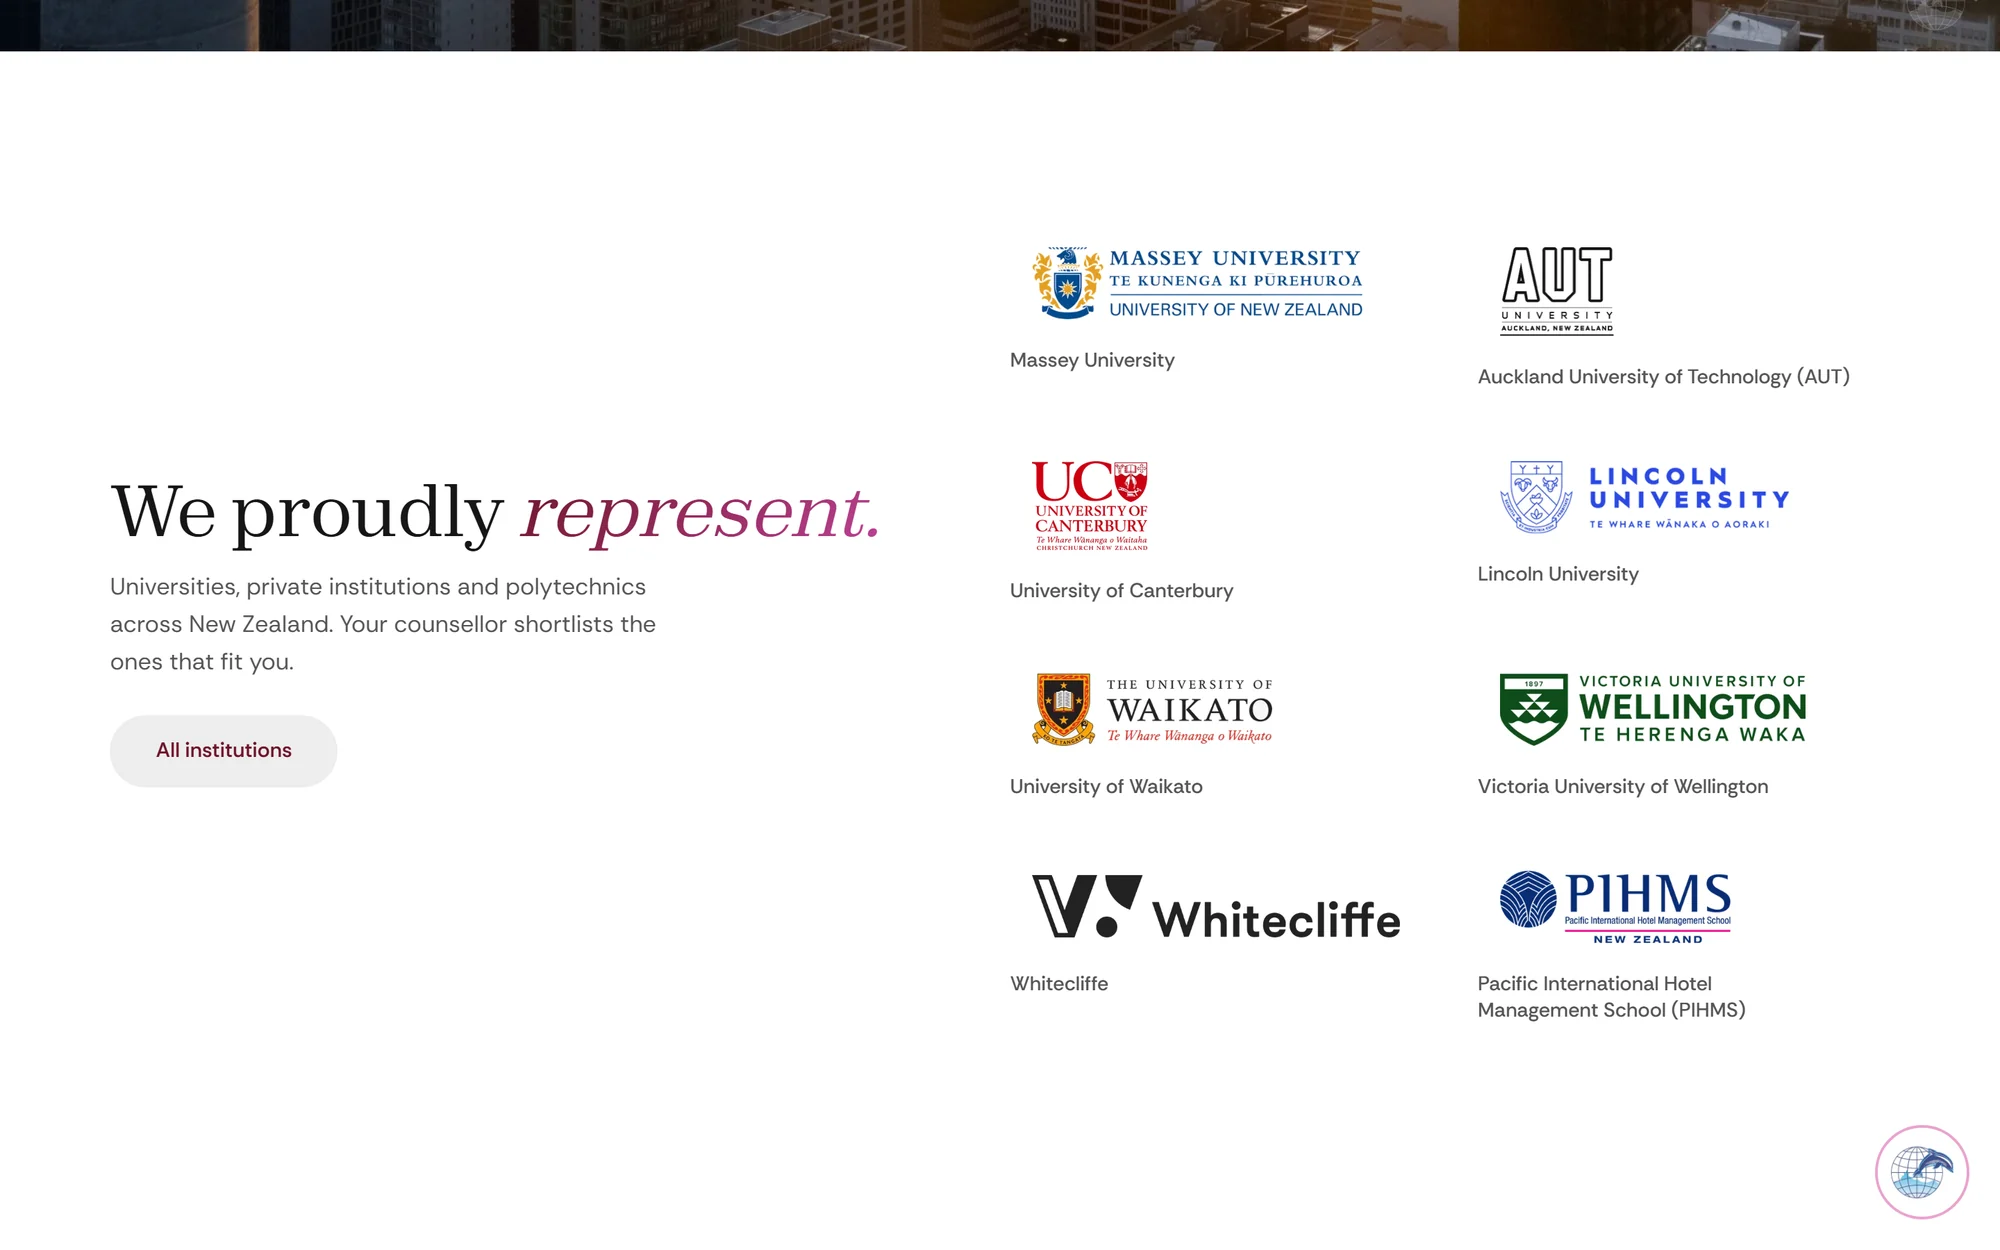 We proudly represent.
Universities, private institutions and polytechnics
across New Zealand. Your counsellor shortlists the
ones that fit you.
All institutions
MASSEY UNIVERSITY
TE KUNENGA KI PŪREHUROA
UNIVERSITY OF NEW ZEALAND
Massey University
AUT
UNIVERSITY
AUCKLAND, NEW ZEALAND
Auckland University of Technology (AUT)
UC
UNIVERSITY OF
CANTERBURY
Te Whare Wānanga o Waitaha
CHRISTCHURCH NEW ZEALAND
University of Canterbury
LINCOLN
UNIVERSITY
TE WHARE WĀNAKA O AORAKI
Lincoln University
THE UNIVERSITY OF
WAIKATO
Te Whare Wānanga o Waikato
KO TE TANGATA
University of Waikato
1897
VICTORIA UNIVERSITY OF
WELLINGTON
TE HERENGA WAKA
Victoria University of Wellington
Whitecliffe
Whitecliffe
PIHMS
Pacific International Hotel Management School
NEW ZEALAND
Pacific International Hotel
Management School (PIHMS)